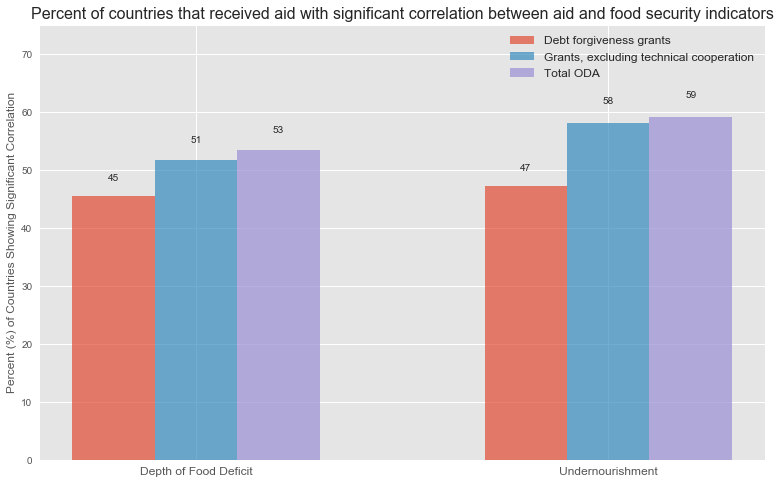 Percent of countries that received aid with significant correlation between aid and food security indicators
Debt forgiveness grants
Grants, excluding technical cooperation
Total ODA
Percent (%) of Countries Showing Significant Correlation
70
60
50
40
30
20
10
0
45
51
53
47
58
59
Depth of Food Deficit
Undernourishment